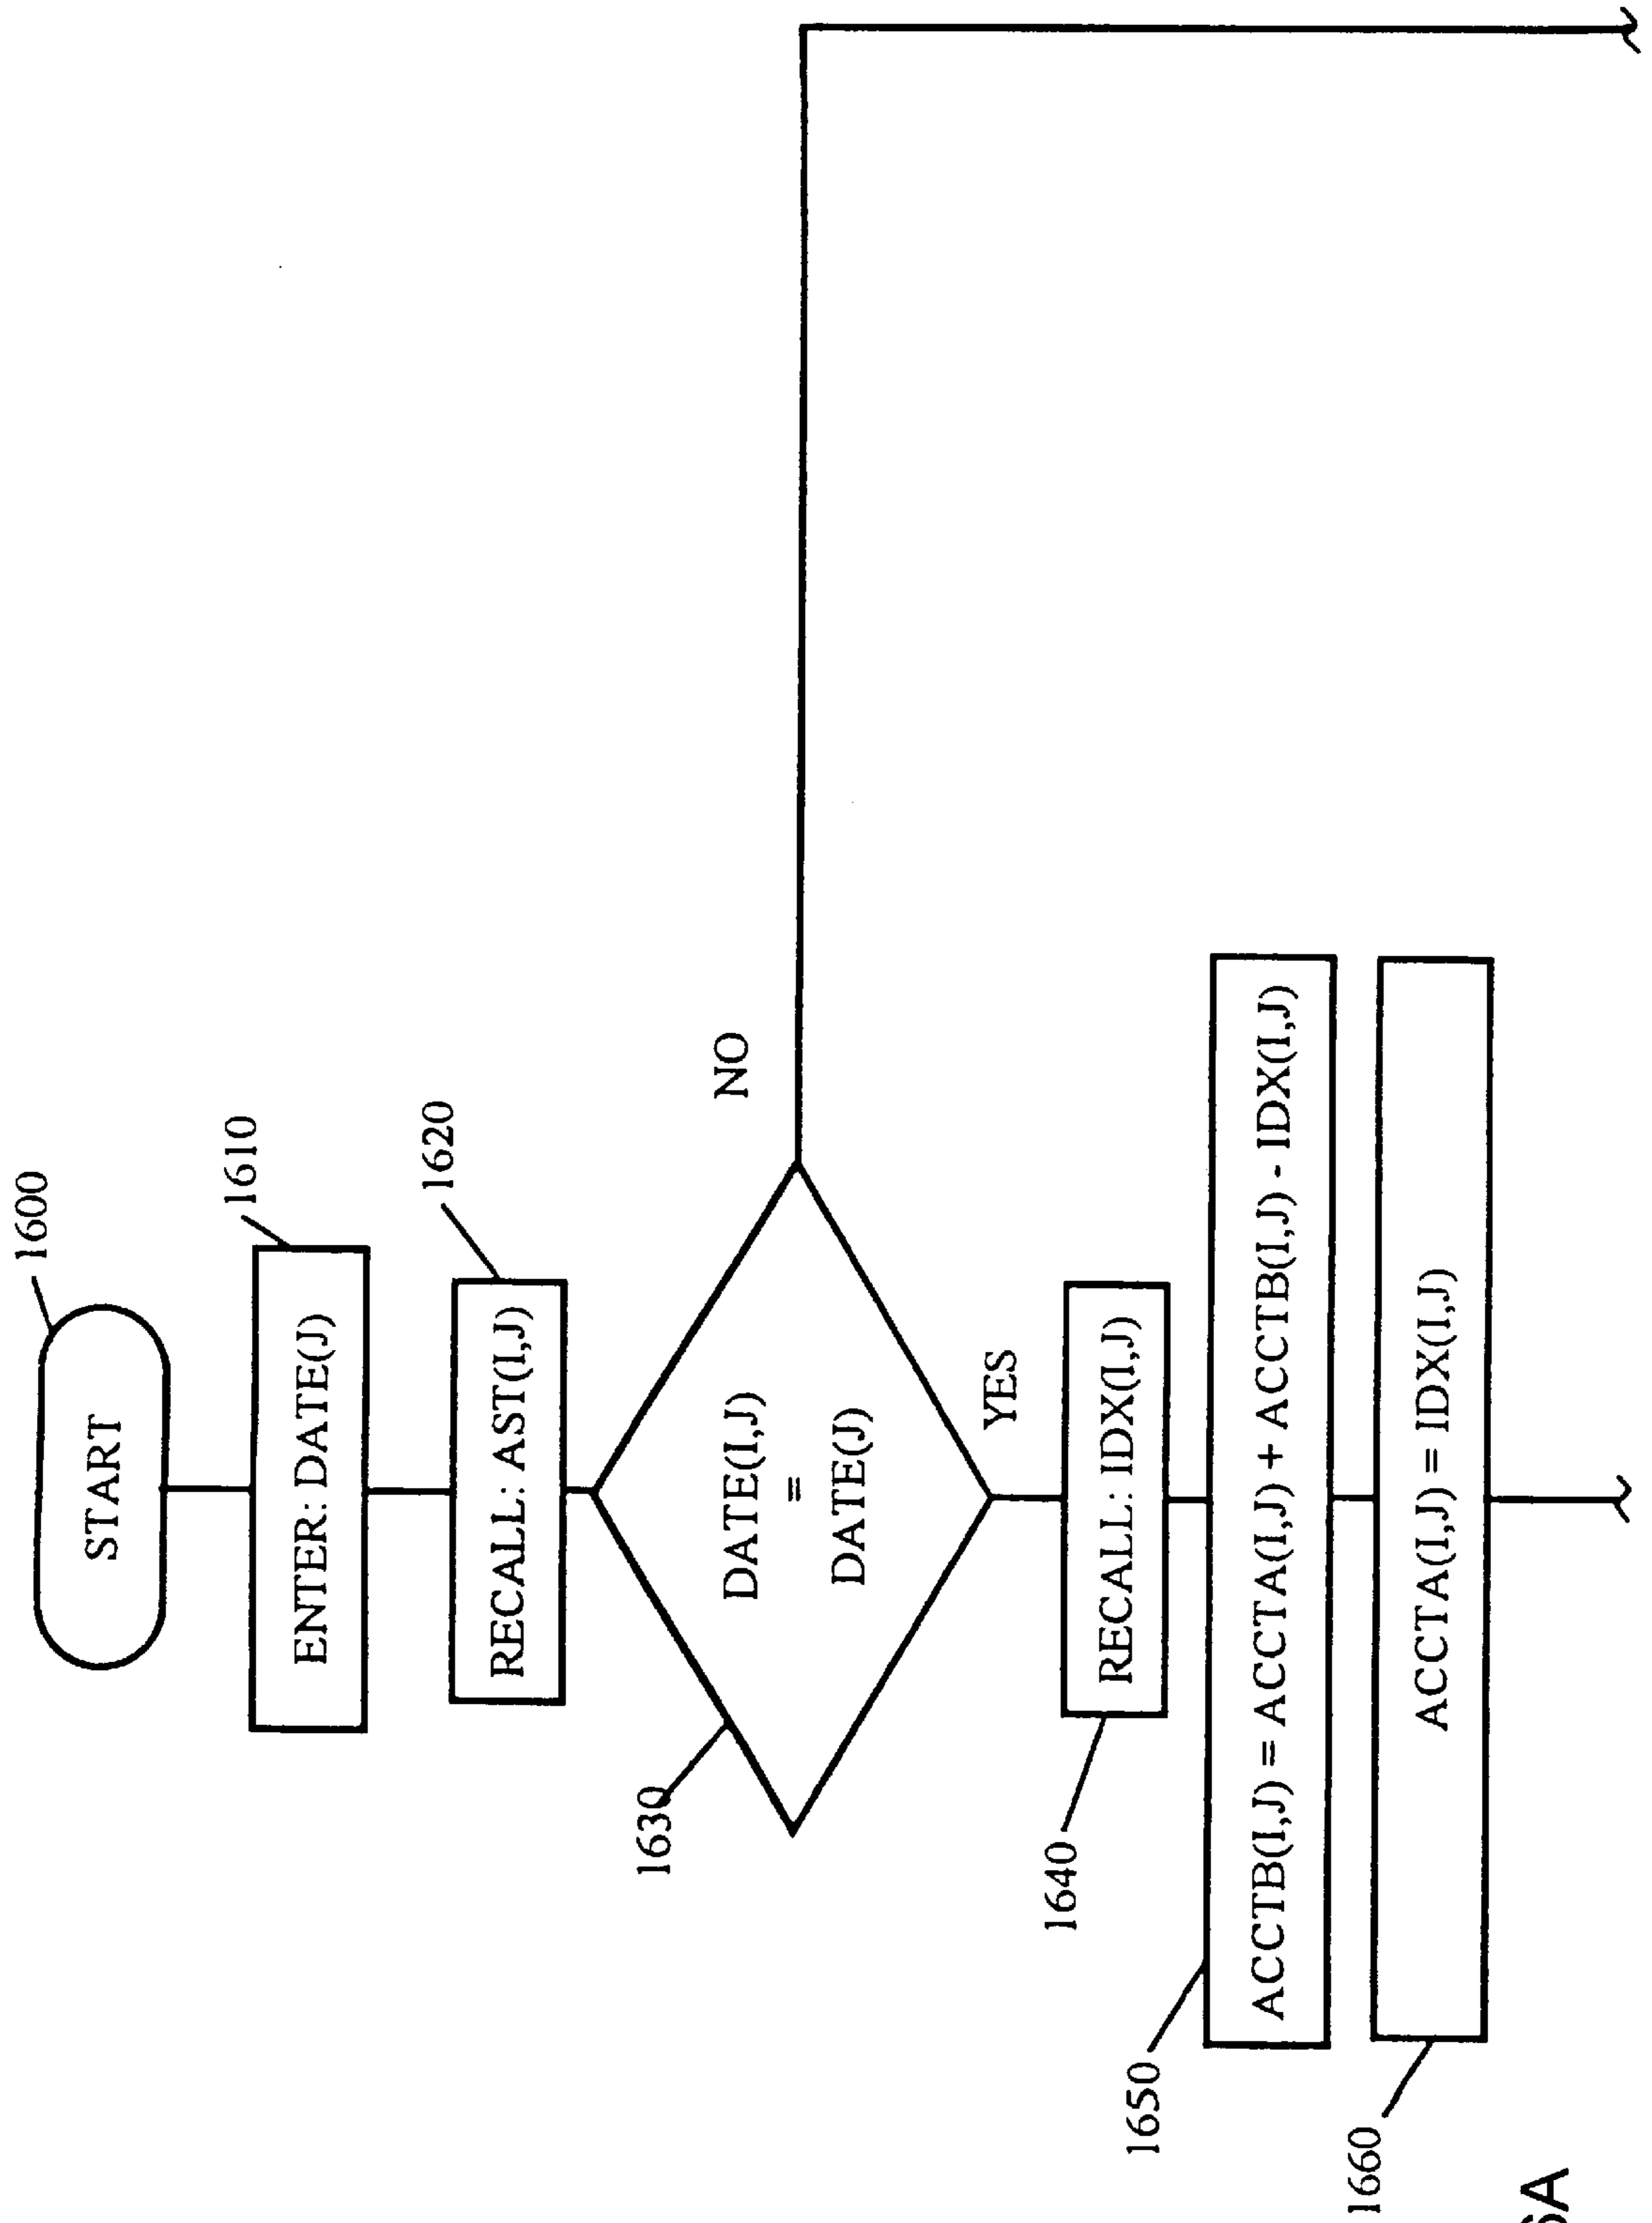 START
1600
ENTER: DATE(J)
1610
RECALL: AST(I,J)
1620
DATE(I,J)
=
DATE(J)
1630
NO
YES
RECALL: IDX(I,J)
1640
ACCTB(I,J) = ACCTA(I,J) + ACCTB(I,J) - IDX(I,J)
1650
ACCTA(I,J) = IDX(I,J)
1660